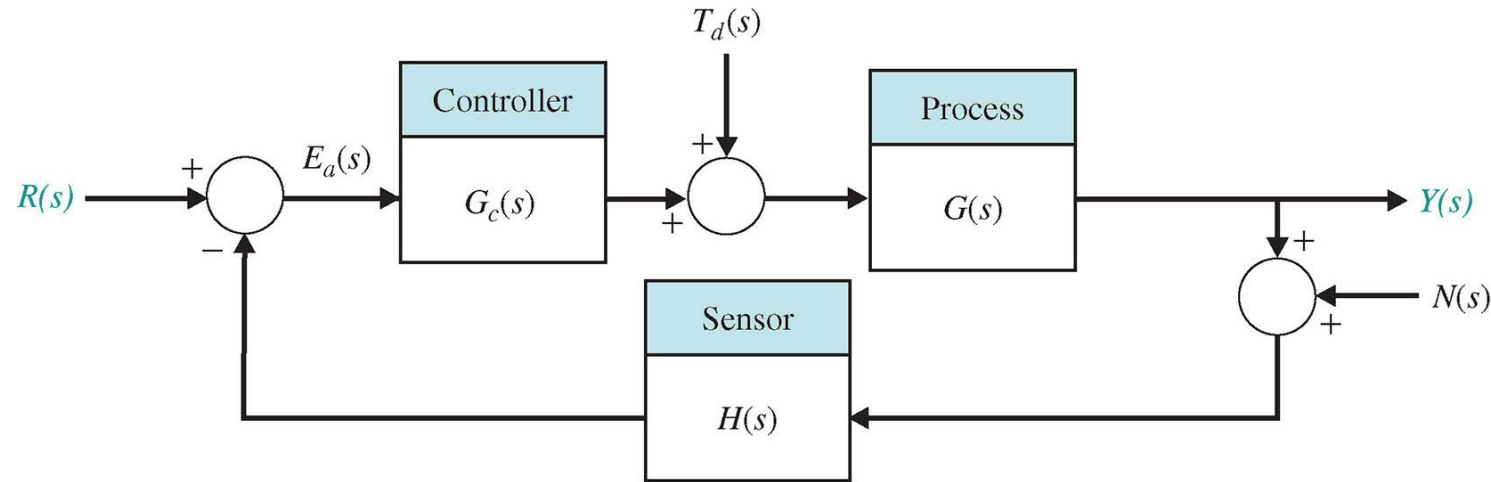 T_d(s)
Controller
Process
+
+
E_a(s)
R(s)
G_c(s)
G(s)
Y(s)
+
−
+
Sensor
N(s)
+
H(s)